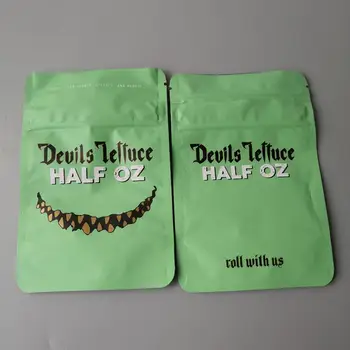 Devils Lettuce
HALF OZ
Devils Lettuce
HALF OZ
roll with us